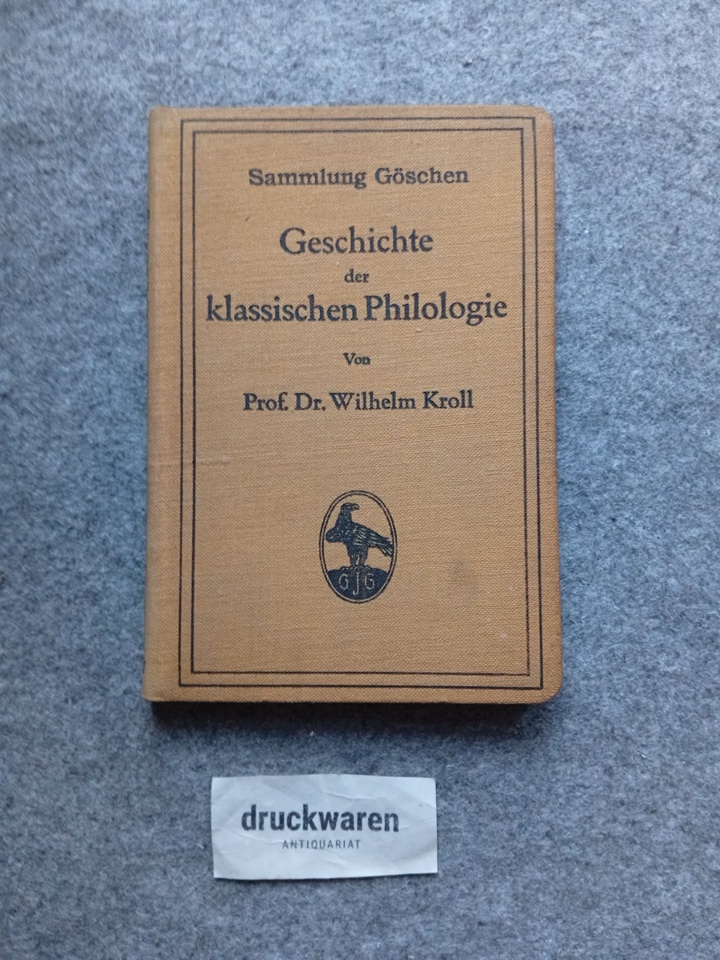 Sammlung Göschen
Geschichte
der
klassischen Philologie
Von
Prof. Dr. Wilhelm Kroll
GJG
druckwaren
ANTIQUARIAT